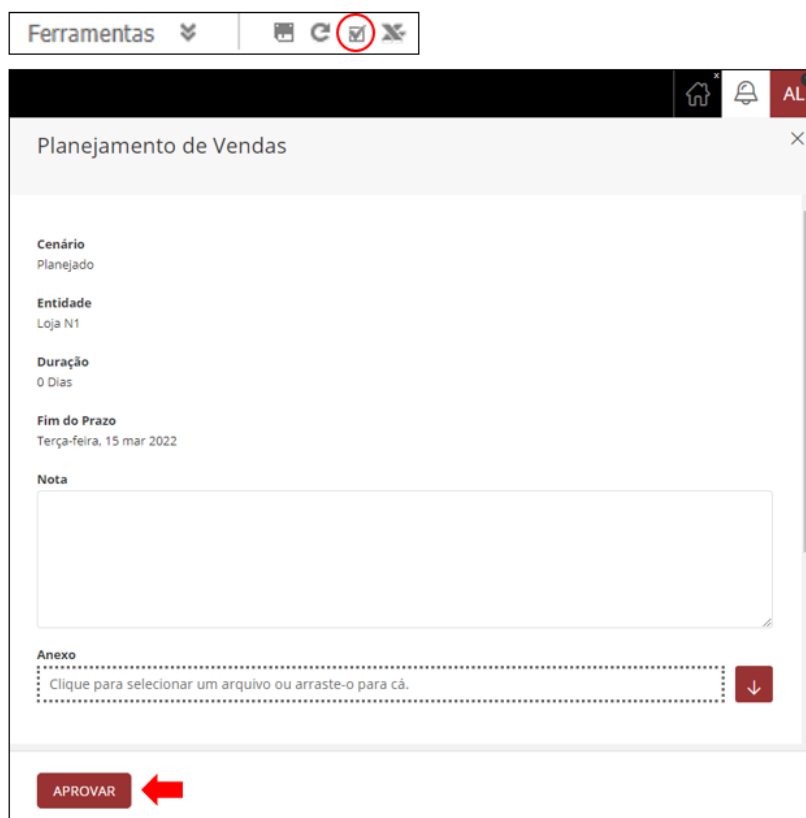 Ferramentas
AL
Planejamento de Vendas
Cenário
Planejado
Entidade
Loja N1
Duração
0 Dias
Fim do Prazo
Terça-feira, 15 mar 2022
Nota
Anexo
Clique para selecionar um arquivo ou arraste-o para cá.
APROVAR